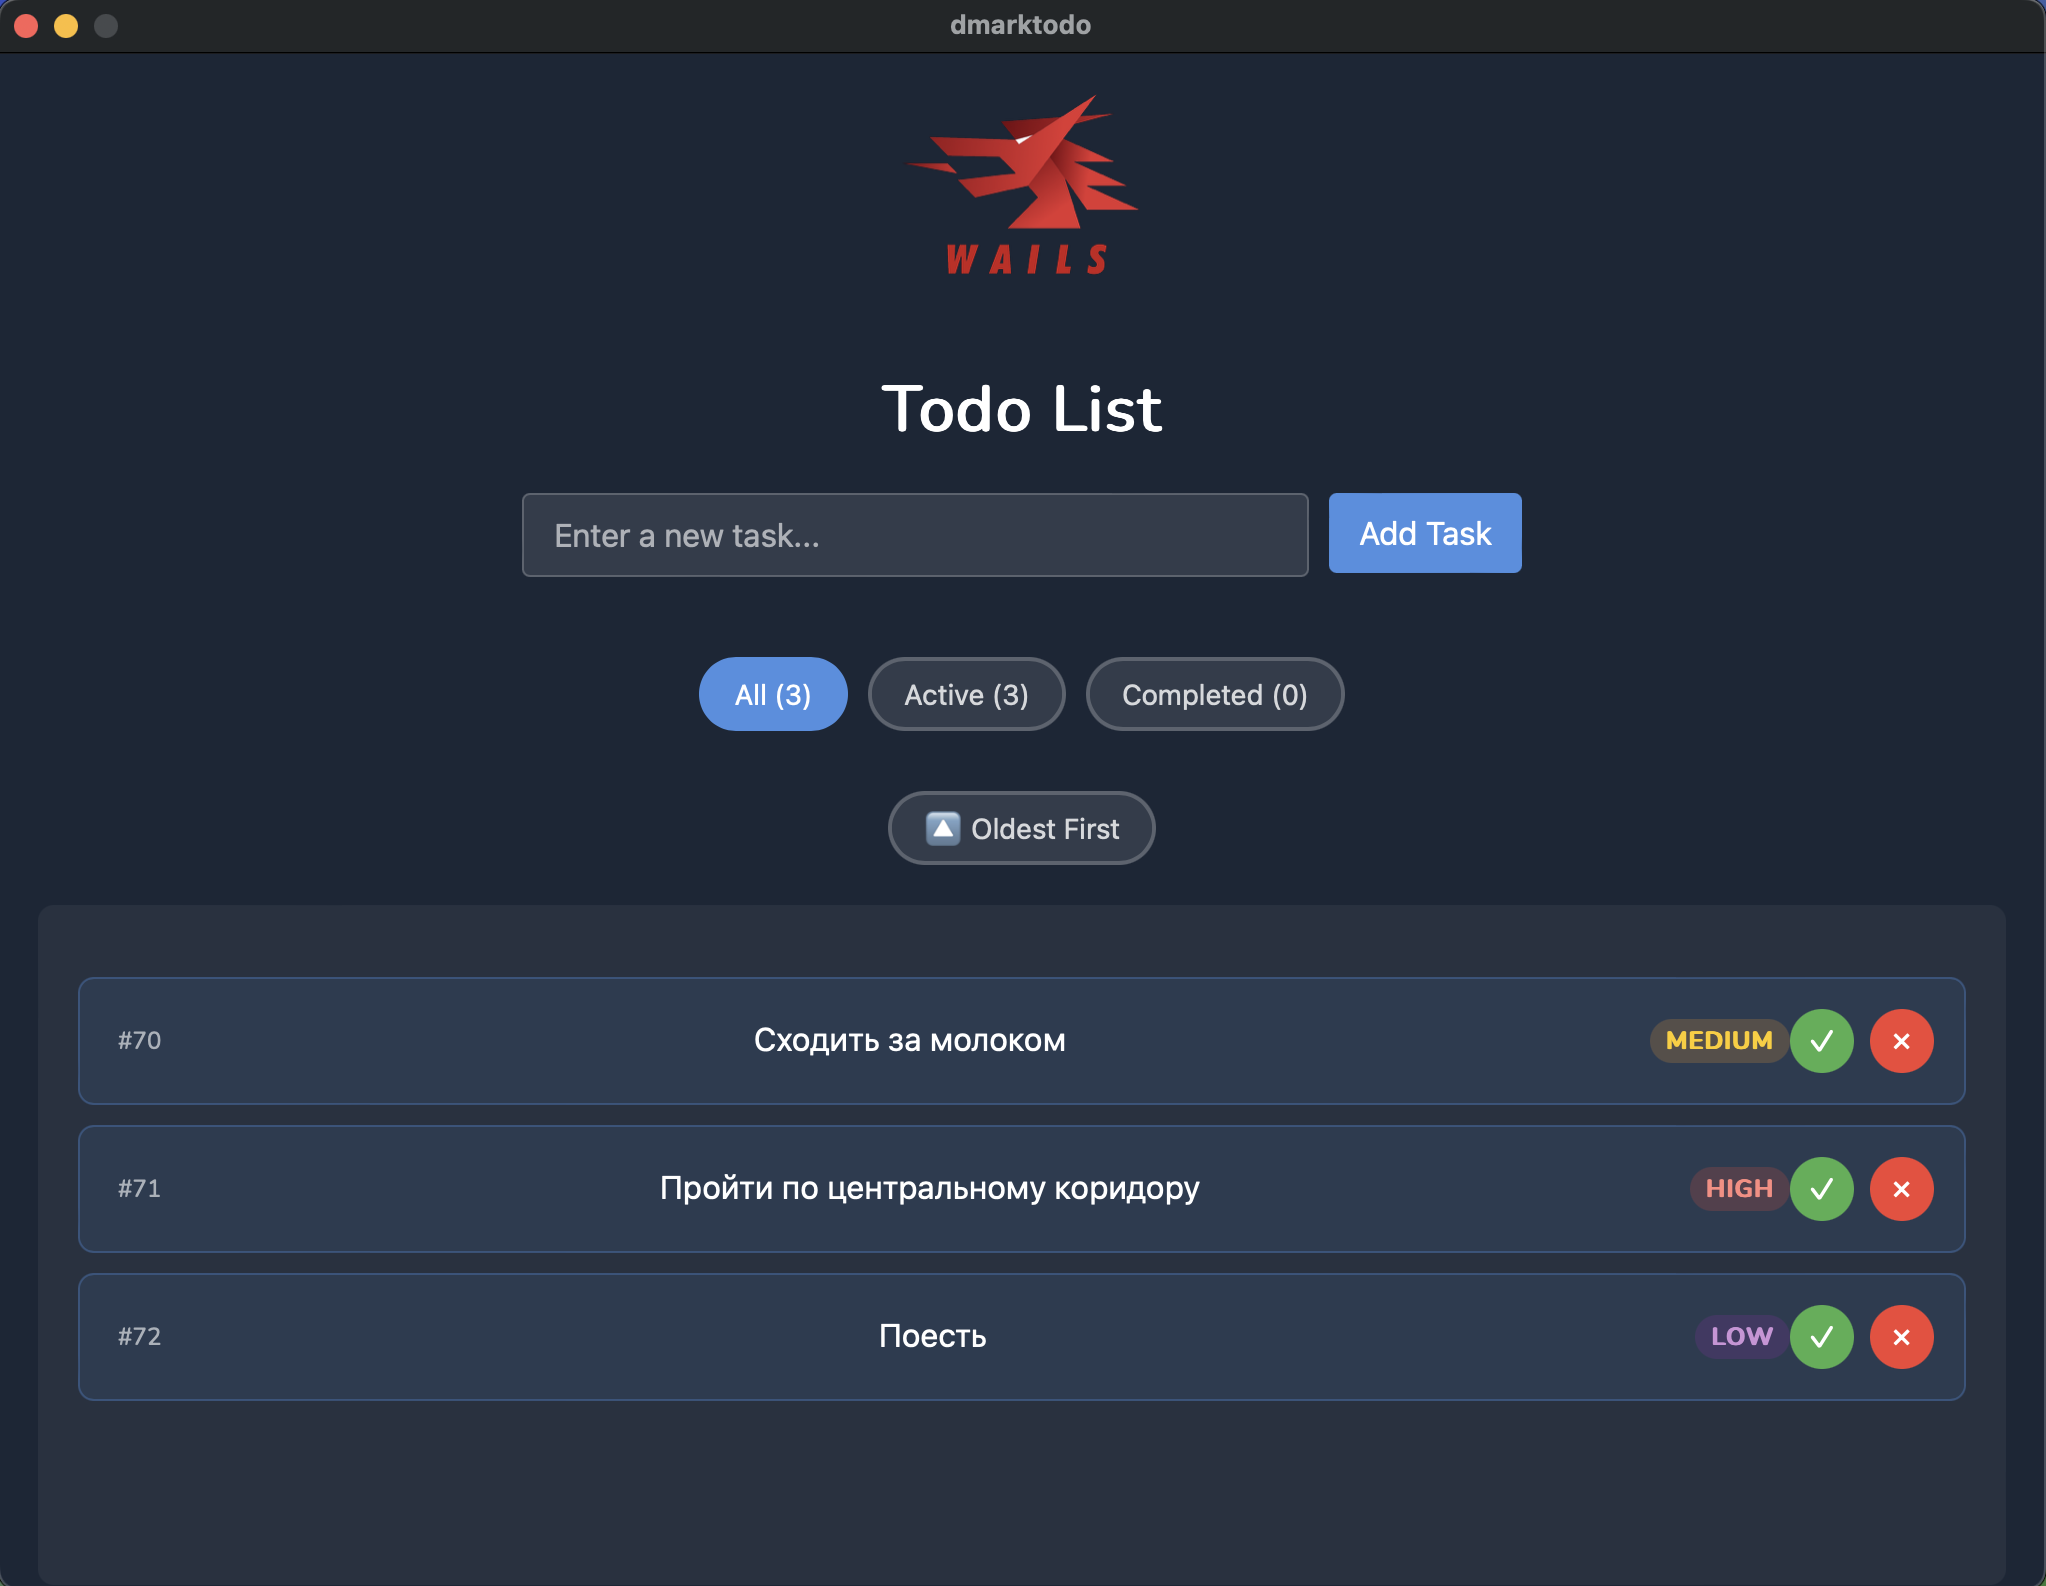 dmarktodo
WAILS
Todo List
Enter a new task...
Add Task
All (3)
Active (3)
Completed (0)
Oldest First
#70 Сходить за молоком MEDIUM
#71 Пройти по центральному коридору HIGH
#72 Поесть LOW